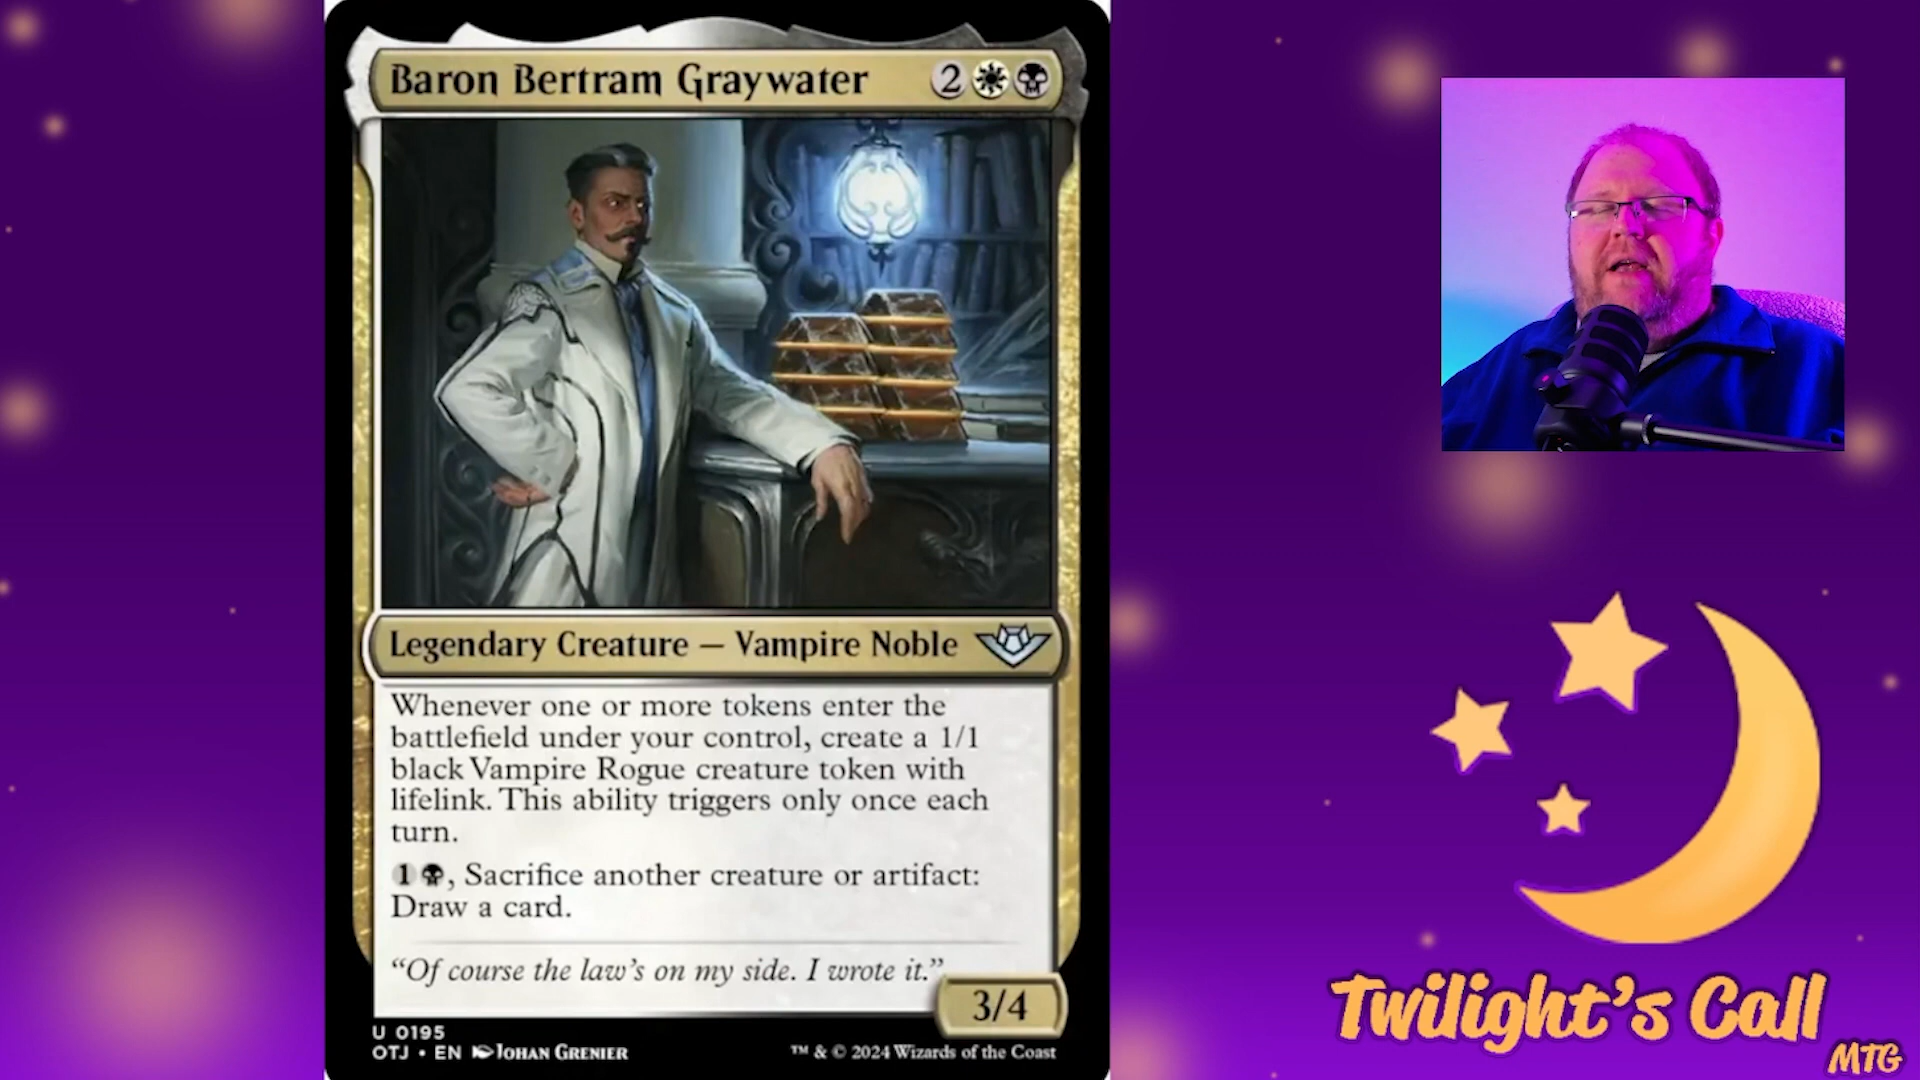 Baron Bertram Graywater 2
Legendary Creature — Vampire Noble
Whenever one or more tokens enter the
battlefield under your control, create a 1/1
black Vampire Rogue creature token with
lifelink. This ability triggers only once each
turn.
1, Sacrifice another creature or artifact:
Draw a card.
“Of course the law’s on my side. I wrote it.”
3/4
U 0195
OTJ • EN Johan Grenier
™ & © 2024 Wizards of the Coast
Twilight's Call
MTG